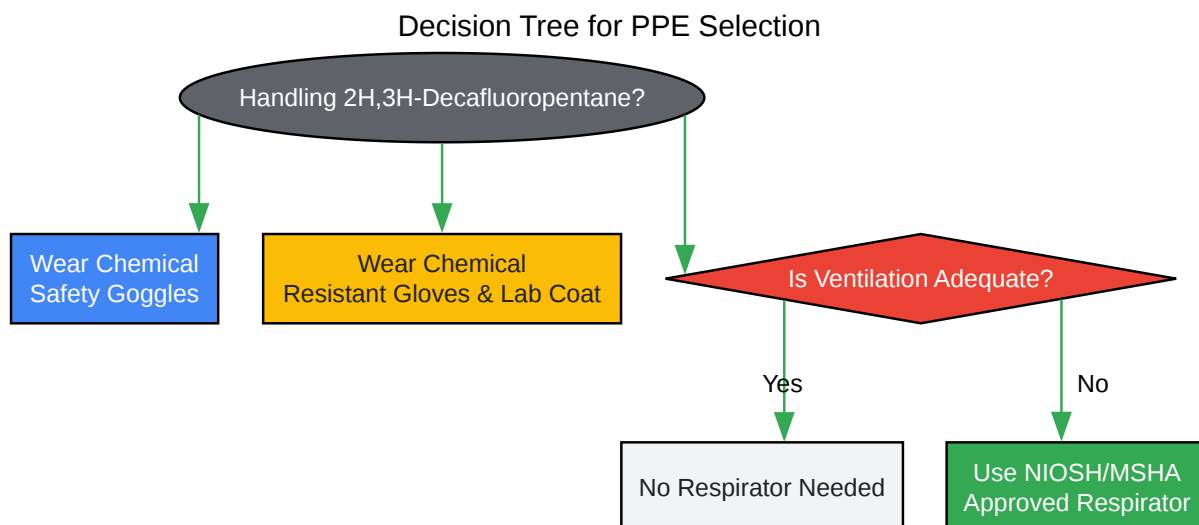 Decision Tree for PPE Selection
Handling 2H,3H-Decafluoropentane?
Wear Chemical
Safety Goggles
Wear Chemical
Resistant Gloves & Lab Coat
Is Ventilation Adequate?
Yes
No
No Respirator Needed
Use NIOSH/MSHA
Approved Respirator